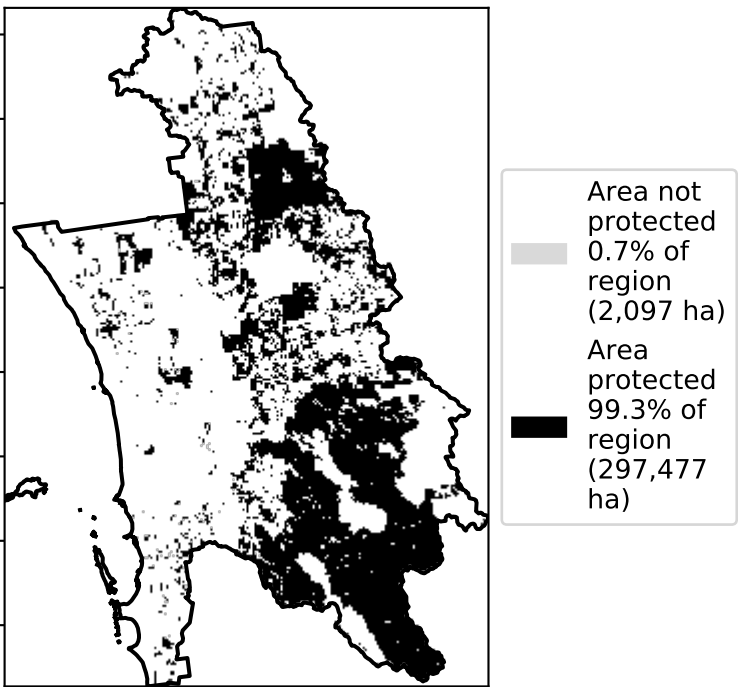 Area not
protected
0.7% of
region
(2,097 ha)
Area
protected
99.3% of
region
(297,477
ha)